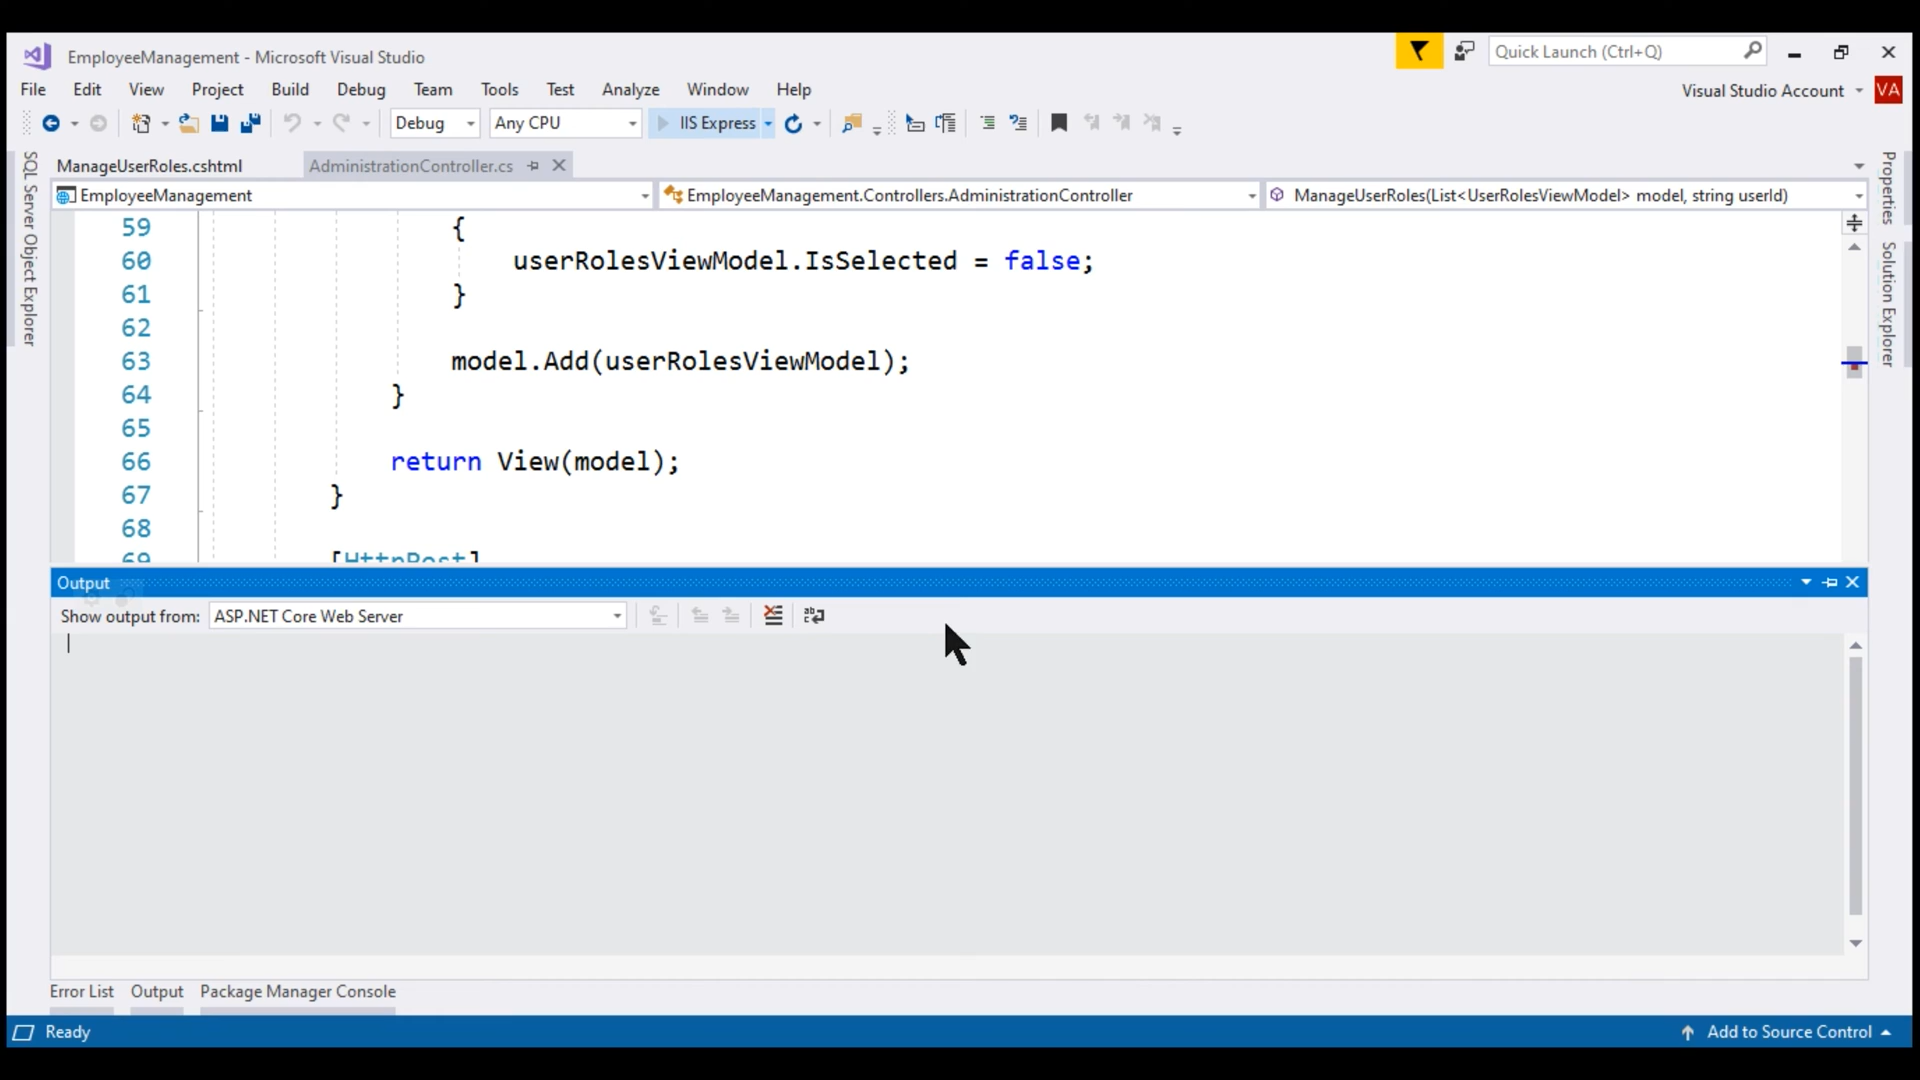 EmployeeManagement - Microsoft Visual Studio
Quick Launch (Ctrl+Q)
File Edit View Project Build Debug Team Tools Test Analyze Window Help
Visual Studio Account VA
Debug Any CPU IIS Express
ManageUserRoles.cshtml AdministrationController.cs
EmployeeManagement EmployeeManagement.Controllers.AdministrationController ManageUserRoles(List<UserRolesViewModel> model, string userId)
SQL Server Object Explorer
Properties
Solution Explorer
59 {
60 userRolesViewModel.IsSelected = false;
61 }
62
63 model.Add(userRolesViewModel);
64 }
65
66 return View(model);
67 }
68
69 [HttpPost]
Output
Show output from: ASP.NET Core Web Server
Error List Output Package Manager Console
Ready Add to Source Control